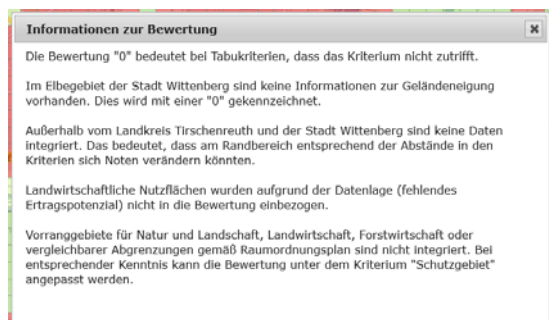 Informationen zur Bewertung
Die Bewertung "0" bedeutet bei Tabukriterien, dass das Kriterium nicht zutrifft.
Im Elbegebiet der Stadt Wittenberg sind keine Informationen zur Geländeneigung
vorhanden. Dies wird mit einer "0" gekennzeichnet.
Außerhalb vom Landkreis Tirschenreuth und der Stadt Wittenberg sind keine Daten
integriert. Das bedeutet, dass am Randbereich entsprechend der Abstände in den
Kriterien sich Noten verändern könnten.
Landwirtschaftliche Nutzflächen wurden aufgrund der Datenlage (fehlendes
Ertragspotenzial) nicht in die Bewertung einbezogen.
Vorranggebiete für Natur und Landschaft, Landwirtschaft, Forstwirtschaft oder
vergleichbarer Abgrenzungen gemäß Raumordnungsplan sind nicht integriert. Bei
entsprechender Kenntnis kann die Bewertung unter dem Kriterium "Schutzgebiet"
angepasst werden.